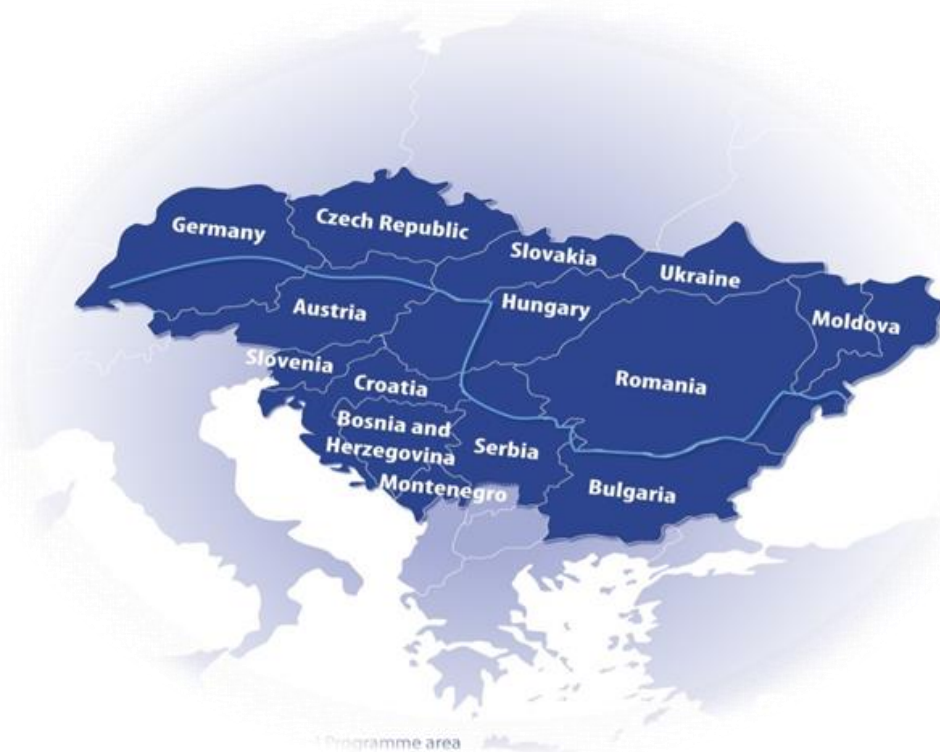 Germany
Czech Republic
Slovakia
Ukraine
Austria
Hungary
Moldova
Slovenia
Croatia
Romania
Bosnia and
Herzegovina
Serbia
Montenegro
Bulgaria
Programme area